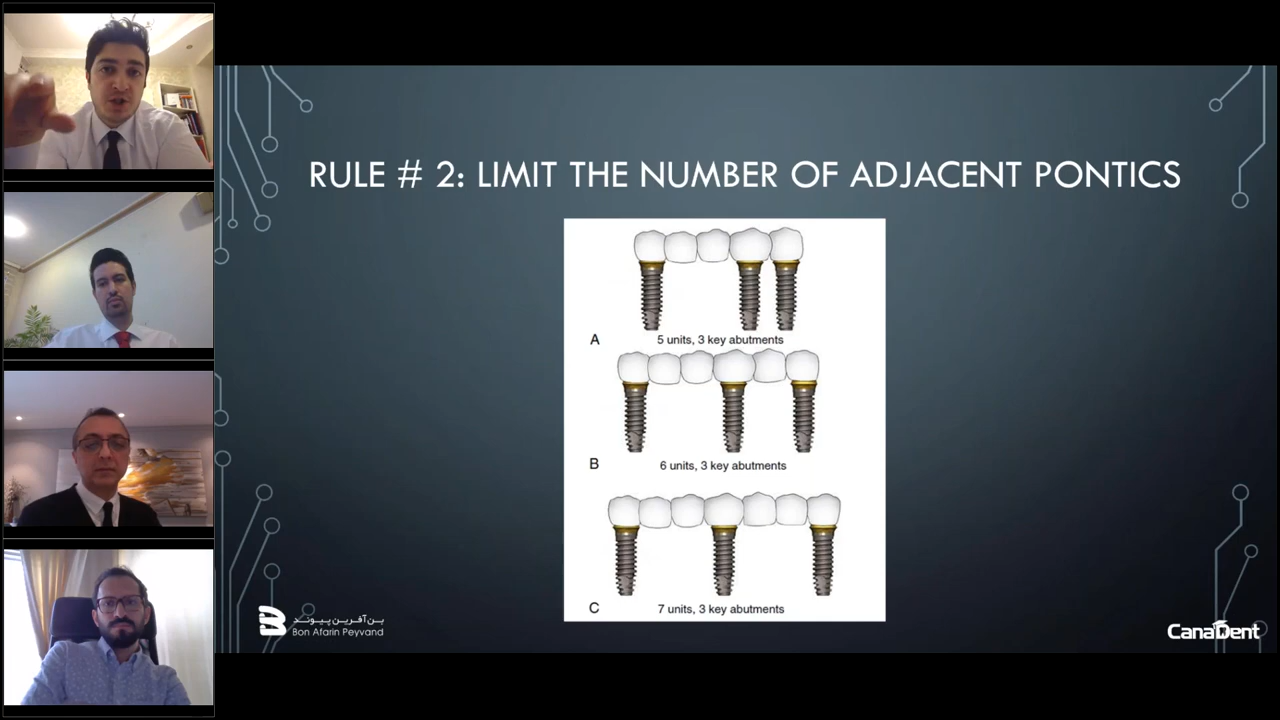 RULE # 2: LIMIT THE NUMBER OF ADJACENT PONTICS
A
5 units, 3 key abutments
B
6 units, 3 key abutments
C
7 units, 3 key abutments
بن‌آفرین پیوند
Bon Afarin Peyvand
CanaDent